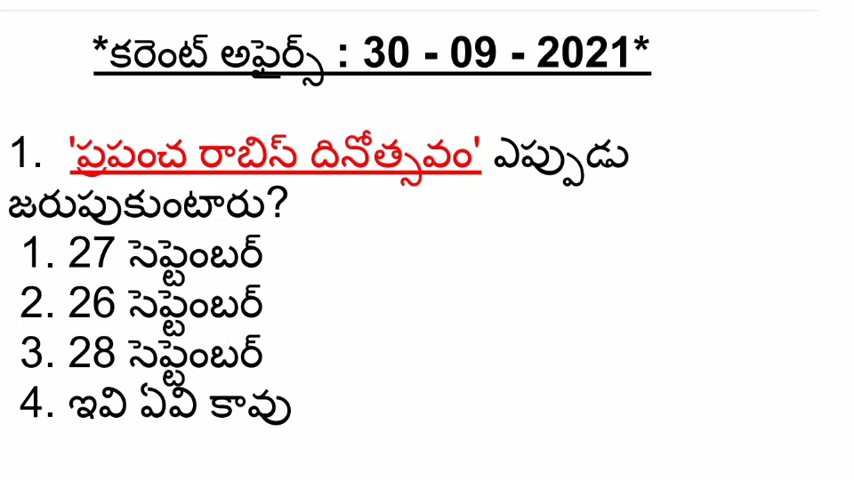 *కరెంట్ అఫైర్స్ : 30 - 09 - 2021*
1. 'ప్రపంచ రాబిస్ దినోత్సవం' ఎప్పుడు
జరుపుకుంటారు?
1. 27 సెప్టెంబర్
2. 26 సెప్టెంబర్
3. 28 సెప్టెంబర్
4. ఇవి ఏవి కావు